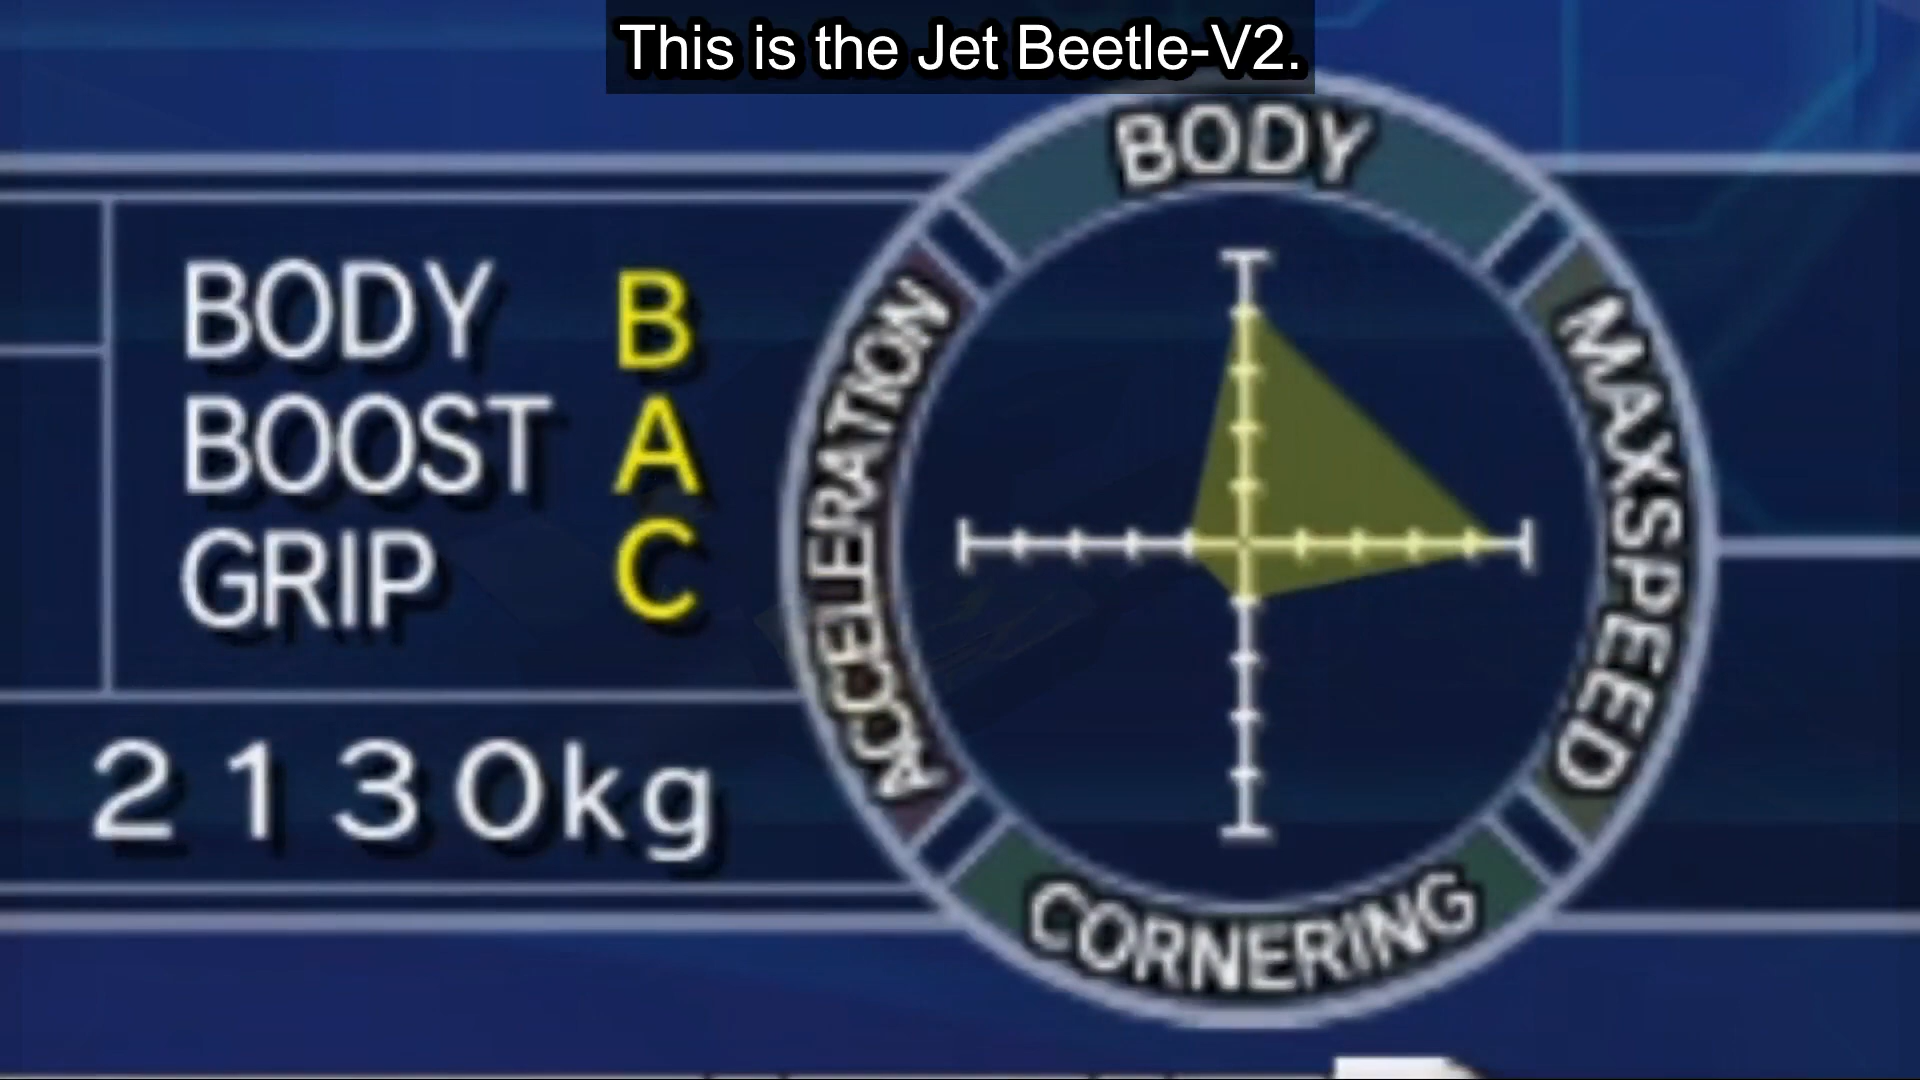 This is the Jet Beetle-V2.
BODY
BODY B
BOOST A
GRIP C
ACCELERATION
MAXSPEED
2130kg
CORNERING